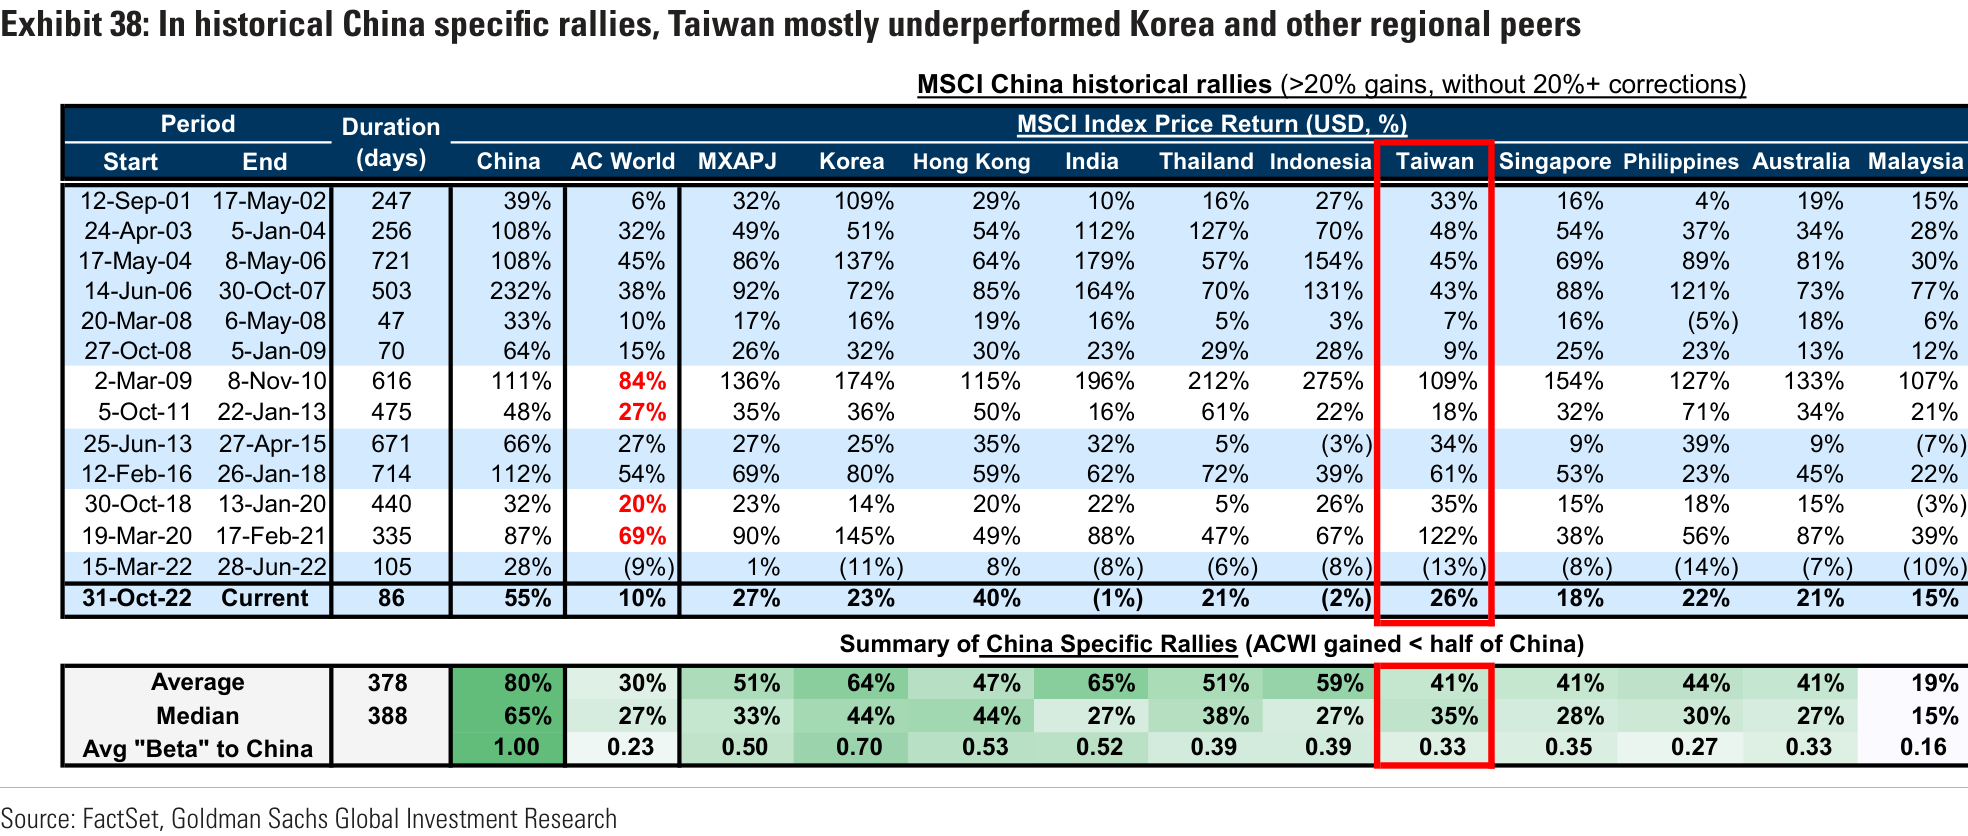 Exhibit 38: In historical China specific rallies, Taiwan mostly underperformed Korea and other regional peers
MSCI China historical rallies (>20% gains, without 20%+ corrections)
Period Duration (days) MSCI Index Price Return (USD, %)
Start End China AC World MXAPJ Korea Hong Kong India Thailand Indonesia Taiwan Singapore Philippines Australia Malaysia
12-Sep-01 17-May-02 247 39% 6% 32% 109% 29% 10% 16% 27% 33% 16% 4% 19% 15%
24-Apr-03 5-Jan-04 256 108% 32% 49% 51% 54% 112% 127% 70% 48% 54% 37% 34% 28%
17-May-04 8-May-06 721 108% 45% 86% 137% 64% 179% 57% 154% 45% 69% 89% 81% 30%
14-Jun-06 30-Oct-07 503 232% 38% 92% 72% 85% 164% 70% 131% 43% 88% 121% 73% 77%
20-Mar-08 6-May-08 47 33% 10% 17% 16% 19% 16% 5% 3% 7% 16% (5%) 18% 6%
27-Oct-08 5-Jan-09 70 64% 15% 26% 32% 30% 23% 29% 28% 9% 25% 23% 13% 12%
2-Mar-09 8-Nov-10 616 111% 84% 136% 174% 115% 196% 212% 275% 109% 154% 127% 133% 107%
5-Oct-11 22-Jan-13 475 48% 27% 35% 36% 50% 16% 61% 22% 18% 32% 71% 34% 21%
25-Jun-13 27-Apr-15 671 66% 27% 27% 25% 35% 32% 5% (3%) 34% 9% 39% 9% (7%)
12-Feb-16 26-Jan-18 714 112% 54% 69% 80% 59% 62% 72% 39% 61% 53% 23% 45% 22%
30-Oct-18 13-Jan-20 440 32% 20% 23% 14% 20% 22% 5% 26% 35% 15% 18% 15% (3%)
19-Mar-20 17-Feb-21 335 87% 69% 90% 145% 49% 88% 47% 67% 122% 38% 56% 87% 39%
15-Mar-22 28-Jun-22 105 28% (9%) 1% (11%) 8% (8%) (6%) (8%) (13%) (8%) (14%) (7%) (10%)
31-Oct-22 Current 86 55% 10% 27% 23% 40% (1%) 21% (2%) 26% 18% 22% 21% 15%
Summary of China Specific Rallies (ACWI gained < half of China)
Average 378 80% 30% 51% 64% 47% 65% 51% 59% 41% 41% 44% 41% 19%
Median 388 65% 27% 33% 44% 44% 27% 38% 27% 35% 28% 30% 27% 15%
Avg "Beta" to China 1.00 0.23 0.50 0.70 0.53 0.52 0.39 0.39 0.33 0.35 0.27 0.33 0.16
Source: FactSet, Goldman Sachs Global Investment Research